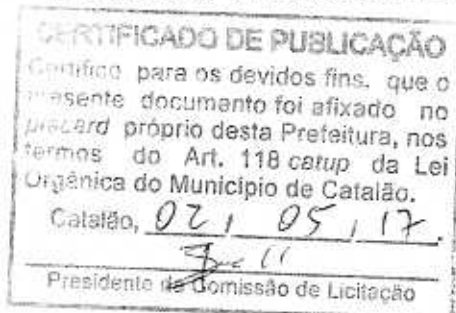 CERTIFICADO DE PUBLICAÇÃO
Certifico para os devidos fins, que o
presente documento foi afixado no
placard próprio desta Prefeitura, nos
termos do Art. 118 catup da Lei
Orgânica do Município de Catalão.
Catalão, 02, 05, 17.
Presidente da Comissão de Licitação